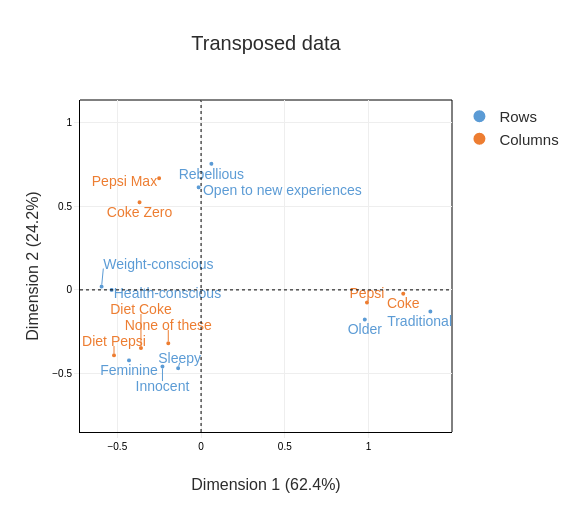 Transposed data
Rows
Columns
Dimension 2 (24.2%)
1
0.5
0
−0.5
Rebellious
Pepsi Max
Open to new experiences
Coke Zero
Weight-conscious
Health-conscious
Pepsi
Coke
Diet Coke
Traditional
None of these
Older
Diet Pepsi
Sleepy
Feminine
Innocent
−0.5
0
0.5
1
Dimension 1 (62.4%)